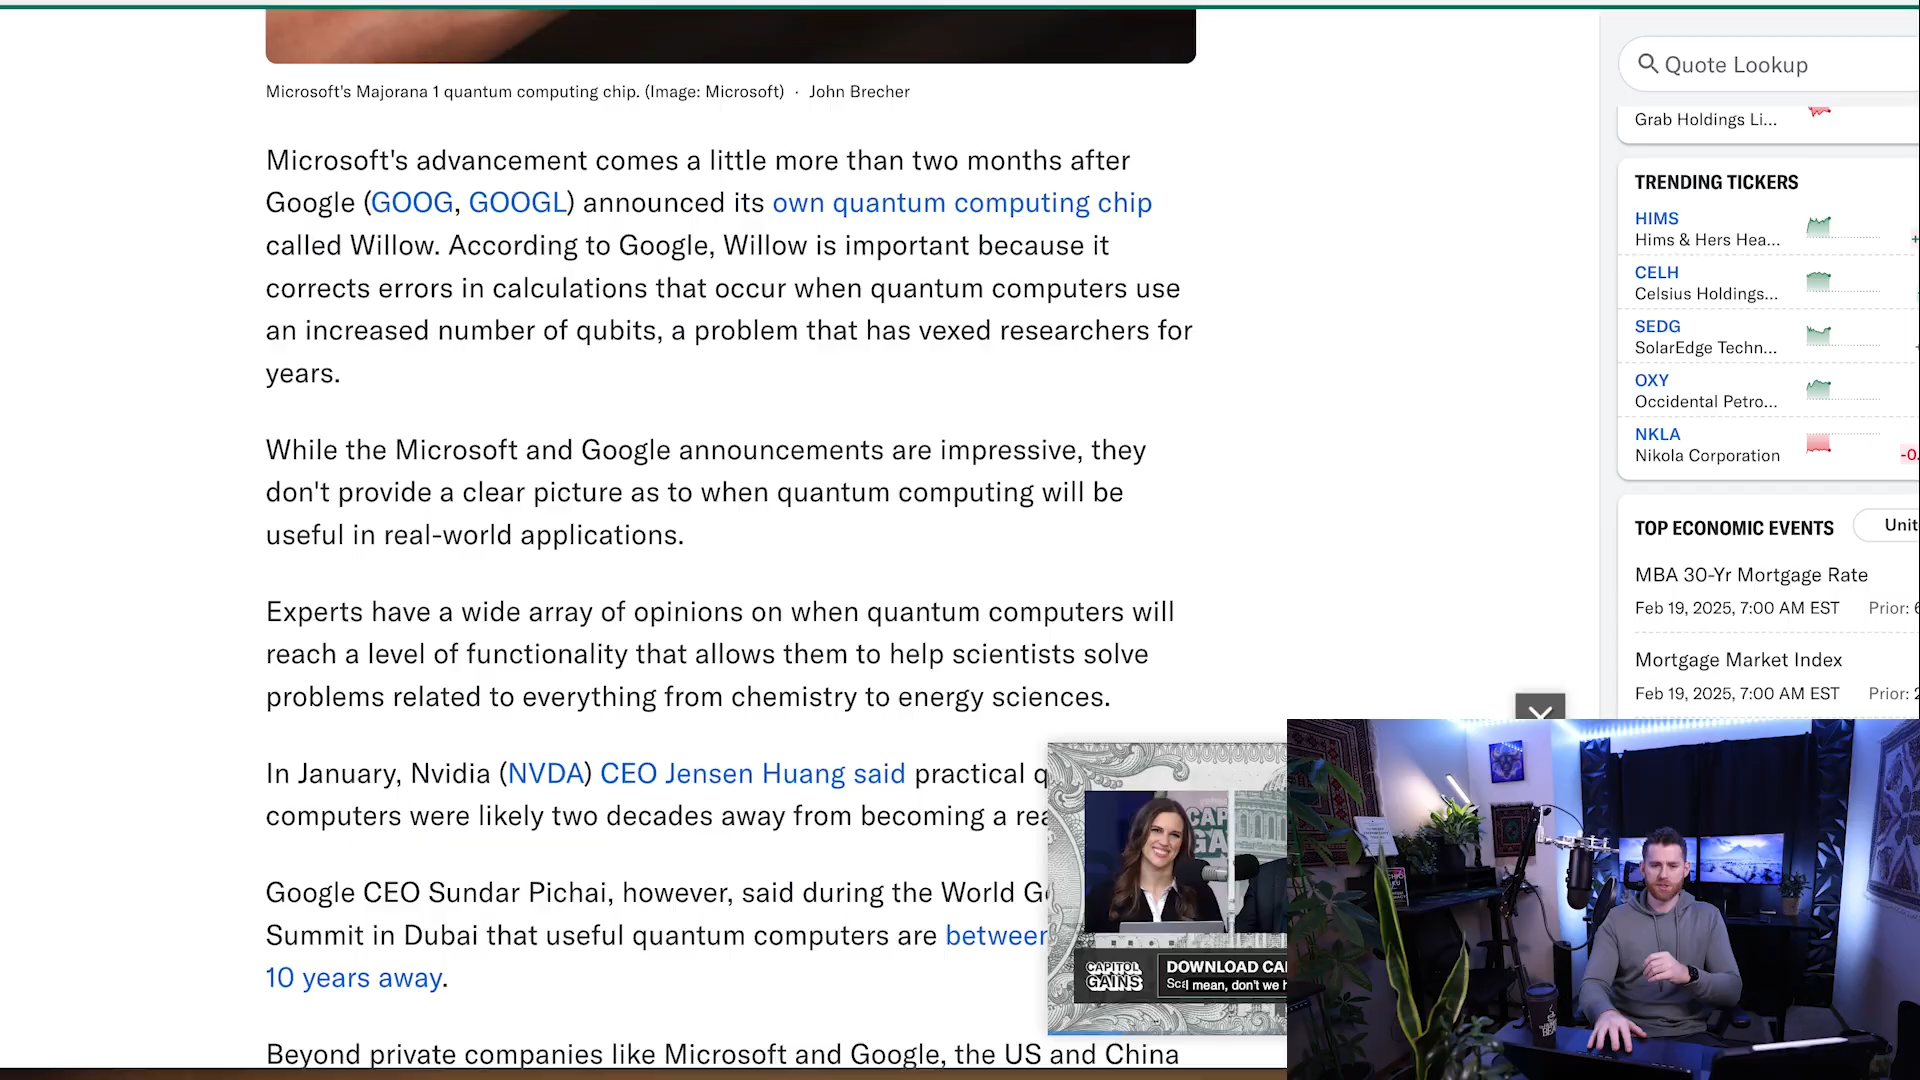 Microsoft's Majorana 1 quantum computing chip. (Image: Microsoft) · John Brecher
Microsoft's advancement comes a little more than two months after
Google (GOOG, GOOGL) announced its own quantum computing chip
called Willow. According to Google, Willow is important because it
corrects errors in calculations that occur when quantum computers use
an increased number of qubits, a problem that has vexed researchers for
years.
While the Microsoft and Google announcements are impressive, they
don't provide a clear picture as to when quantum computing will be
useful in real-world applications.
Experts have a wide array of opinions on when quantum computers will
reach a level of functionality that allows them to help scientists solve
problems related to everything from chemistry to energy sciences.
In January, Nvidia (NVDA) CEO Jensen Huang said practical q
computers were likely two decades away from becoming a rea
Google CEO Sundar Pichai, however, said during the World Go
Summit in Dubai that useful quantum computers are between
10 years away.
Beyond private companies like Microsoft and Google, the US and China
Quote Lookup
Grab Holdings Li...
TRENDING TICKERS
HIMS
Hims & Hers Hea...
CELH
Celsius Holdings...
SEDG
SolarEdge Techn...
OXY
Occidental Petro...
NKLA
Nikola Corporation
-0.
TOP ECONOMIC EVENTS
Unit
MBA 30-Yr Mortgage Rate
Feb 19, 2025, 7:00 AM EST Prior: 6
Mortgage Market Index
Feb 19, 2025, 7:00 AM EST Prior: 2
CAP
GA
CAPITOL
GAINS
DOWNLOAD CA
I mean, don't we h